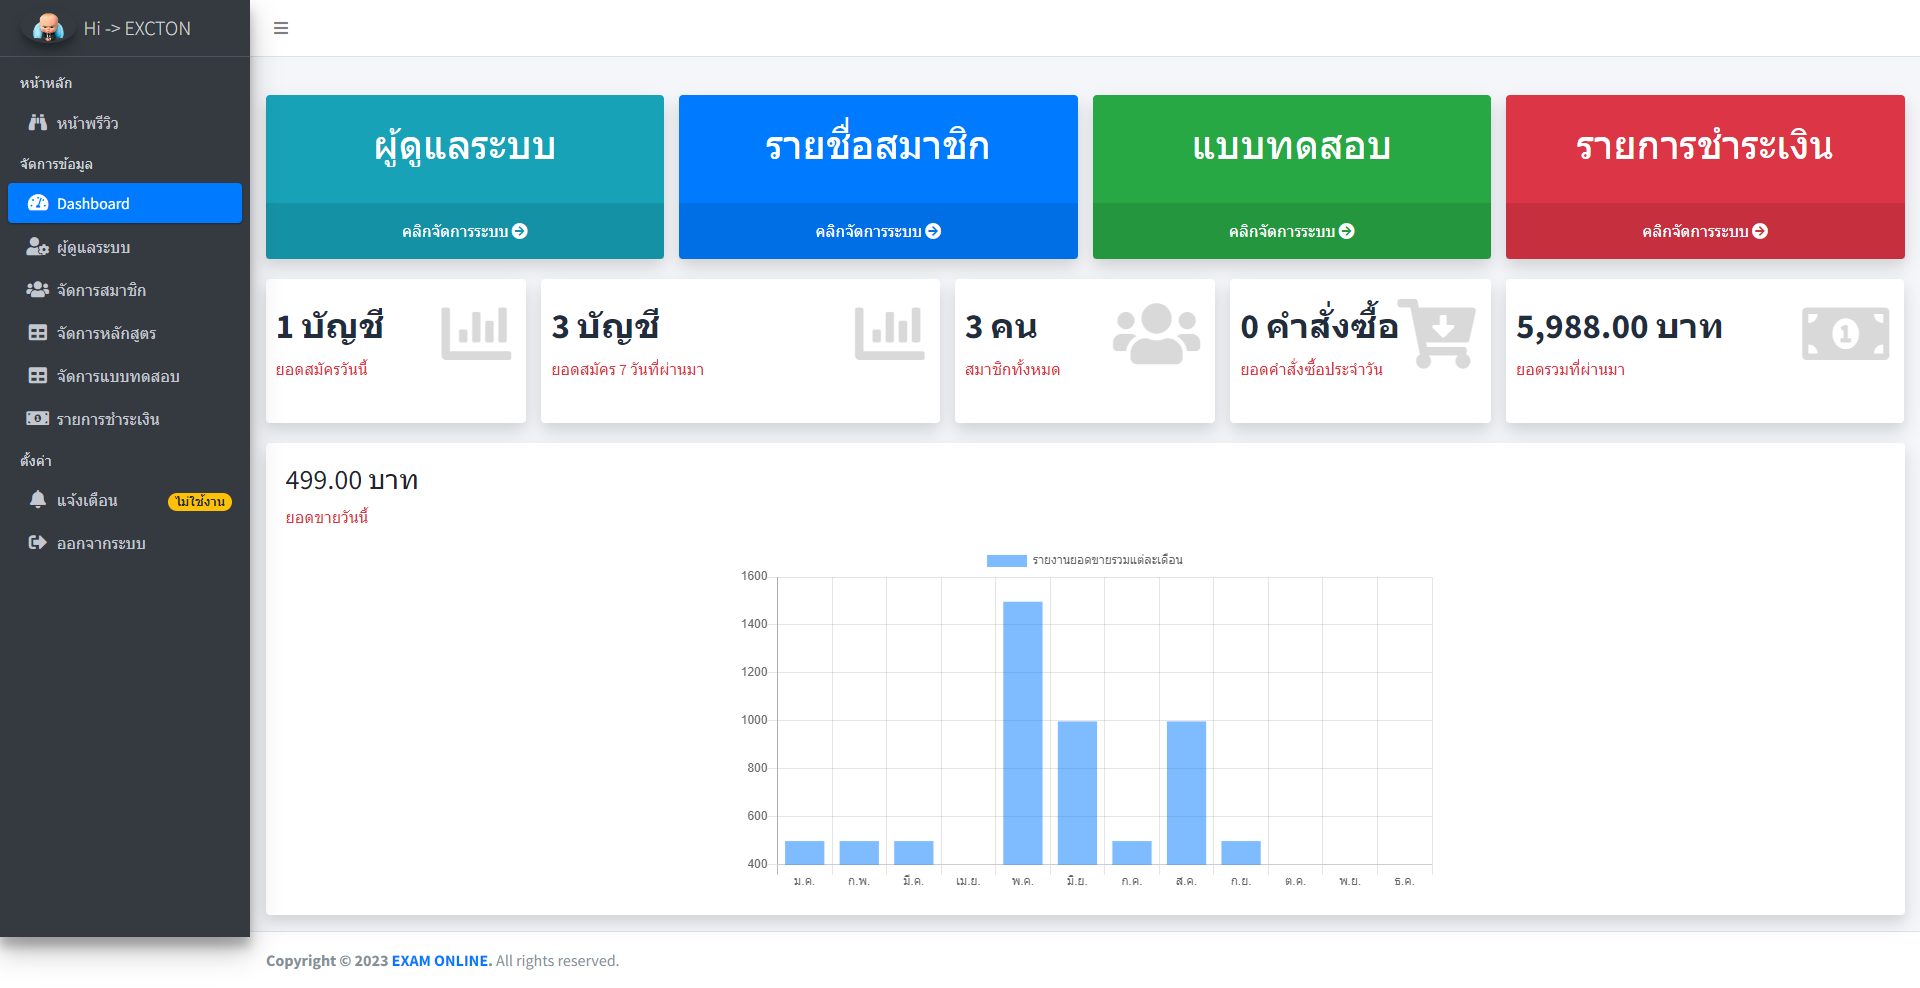 Hi -> EXCTON
หน้าหลัก
หน้าพรีวิว
จัดการข้อมูล
Dashboard
ผู้ดูแลระบบ
จัดการสมาชิก
จัดการหลักสูตร
จัดการแบบทดสอบ
รายการชำระเงิน
ตั้งค่า
แจ้งเตือน ไม่ใช้งาน
ออกจากระบบ
ผู้ดูแลระบบ
คลิกจัดการระบบ
รายชื่อสมาชิก
คลิกจัดการระบบ
แบบทดสอบ
คลิกจัดการระบบ
รายการชำระเงิน
คลิกจัดการระบบ
1 บัญชี
ยอดสมัครวันนี้
3 บัญชี
ยอดสมัคร 7 วันที่ผ่านมา
3 คน
สมาชิกทั้งหมด
0 คำสั่งซื้อ
ยอดคำสั่งซื้อประจำวัน
5,988.00 บาท
ยอดรวมที่ผ่านมา
1
499.00 บาท
ยอดขายวันนี้
รายงานยอดขายรวมแต่ละเดือน
1600
1400
1200
1000
800
600
400
ม.ค. ก.พ. มี.ค. เม.ย. พ.ค. มิ.ย. ก.ค. ส.ค. ก.ย. ต.ค. พ.ย. ธ.ค.
Copyright © 2023 EXAM ONLINE. All rights reserved.